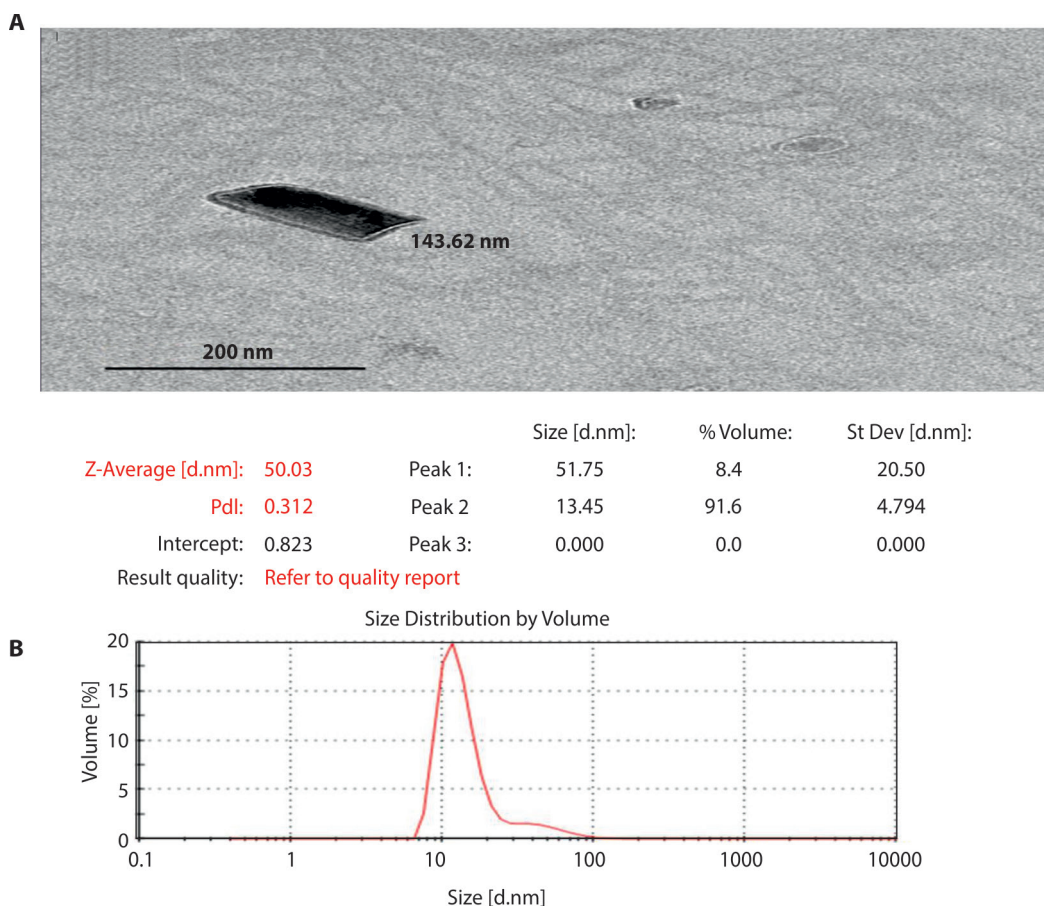 A
143.62 nm
200 nm
Size [d.nm]: % Volume: St Dev [d.nm]:
Z-Average [d.nm]: 50.03 Peak 1: 51.75 8.4 20.50
PdI: 0.312 Peak 2 13.45 91.6 4.794
Intercept: 0.823 Peak 3: 0.000 0.0 0.000
Result quality: Refer to quality report
Size Distribution by Volume
B
Volume [%]
20
15
10
5
0
0.1 1 10 100 1000 10000
Size [d.nm]